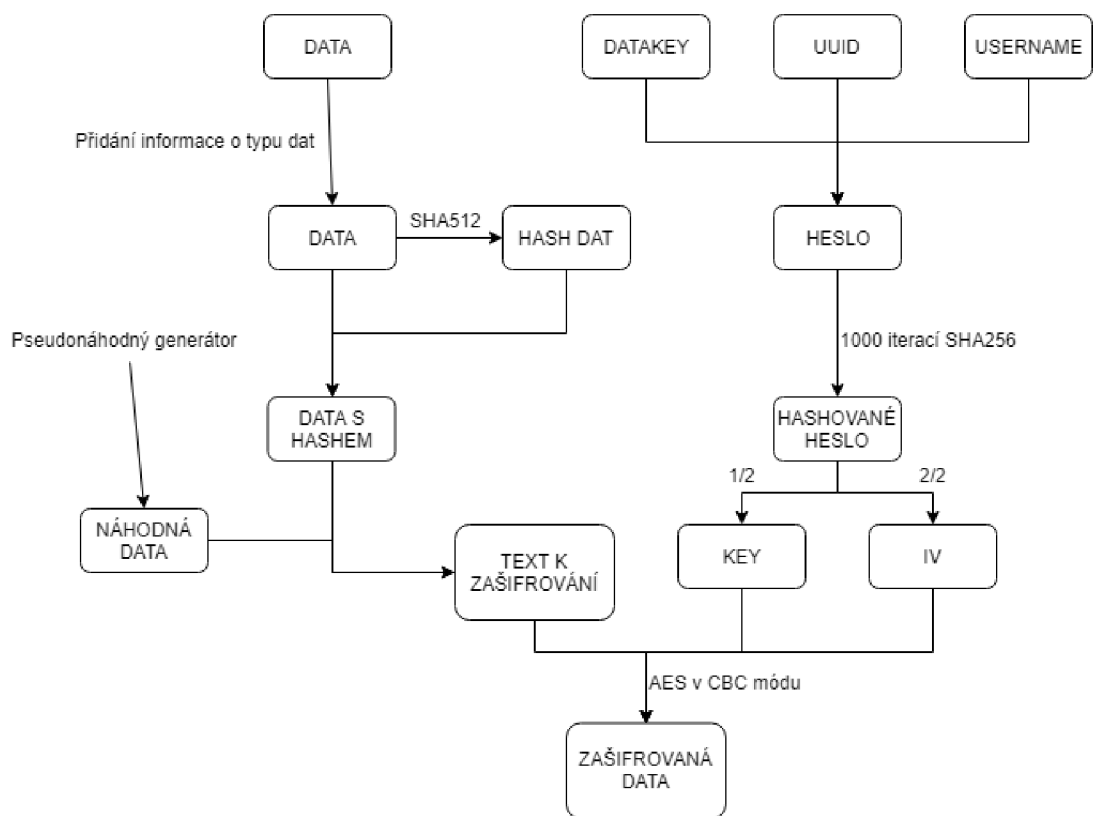 DATA
DATAKEY
UUID
USERNAME
Přidání informace o typu dat
DATA
SHA512
HASH DAT
HESLO
Pseudonáhodný generátor
1000 iterací SHA256
DATA S
HASHEM
HASHOVANÉ
HESLO
1/2
2/2
NÁHODNÁ
DATA
TEXT K
ZAŠIFROVÁNÍ
KEY
IV
AES v CBC módu
ZAŠIFROVANÁ
DATA